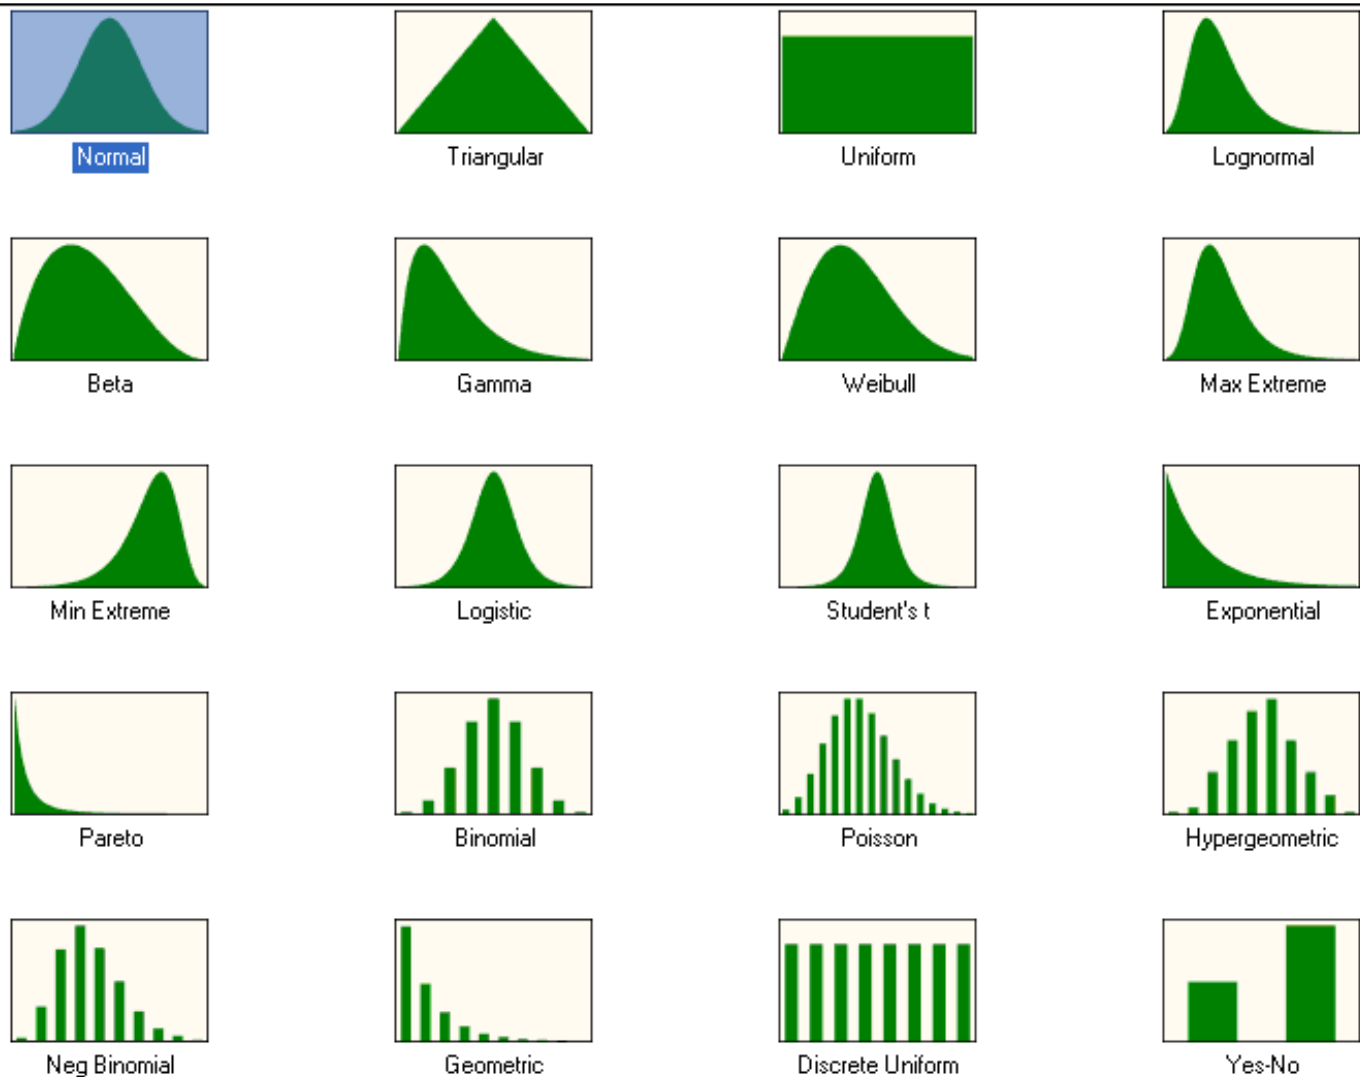 Normal
Triangular
Uniform
Lognormal
Beta
Gamma
Weibull
Max Extreme
Min Extreme
Logistic
Student's t
Exponential
Pareto
Binomial
Poisson
Hypergeometric
Neg Binomial
Geometric
Discrete Uniform
Yes-No